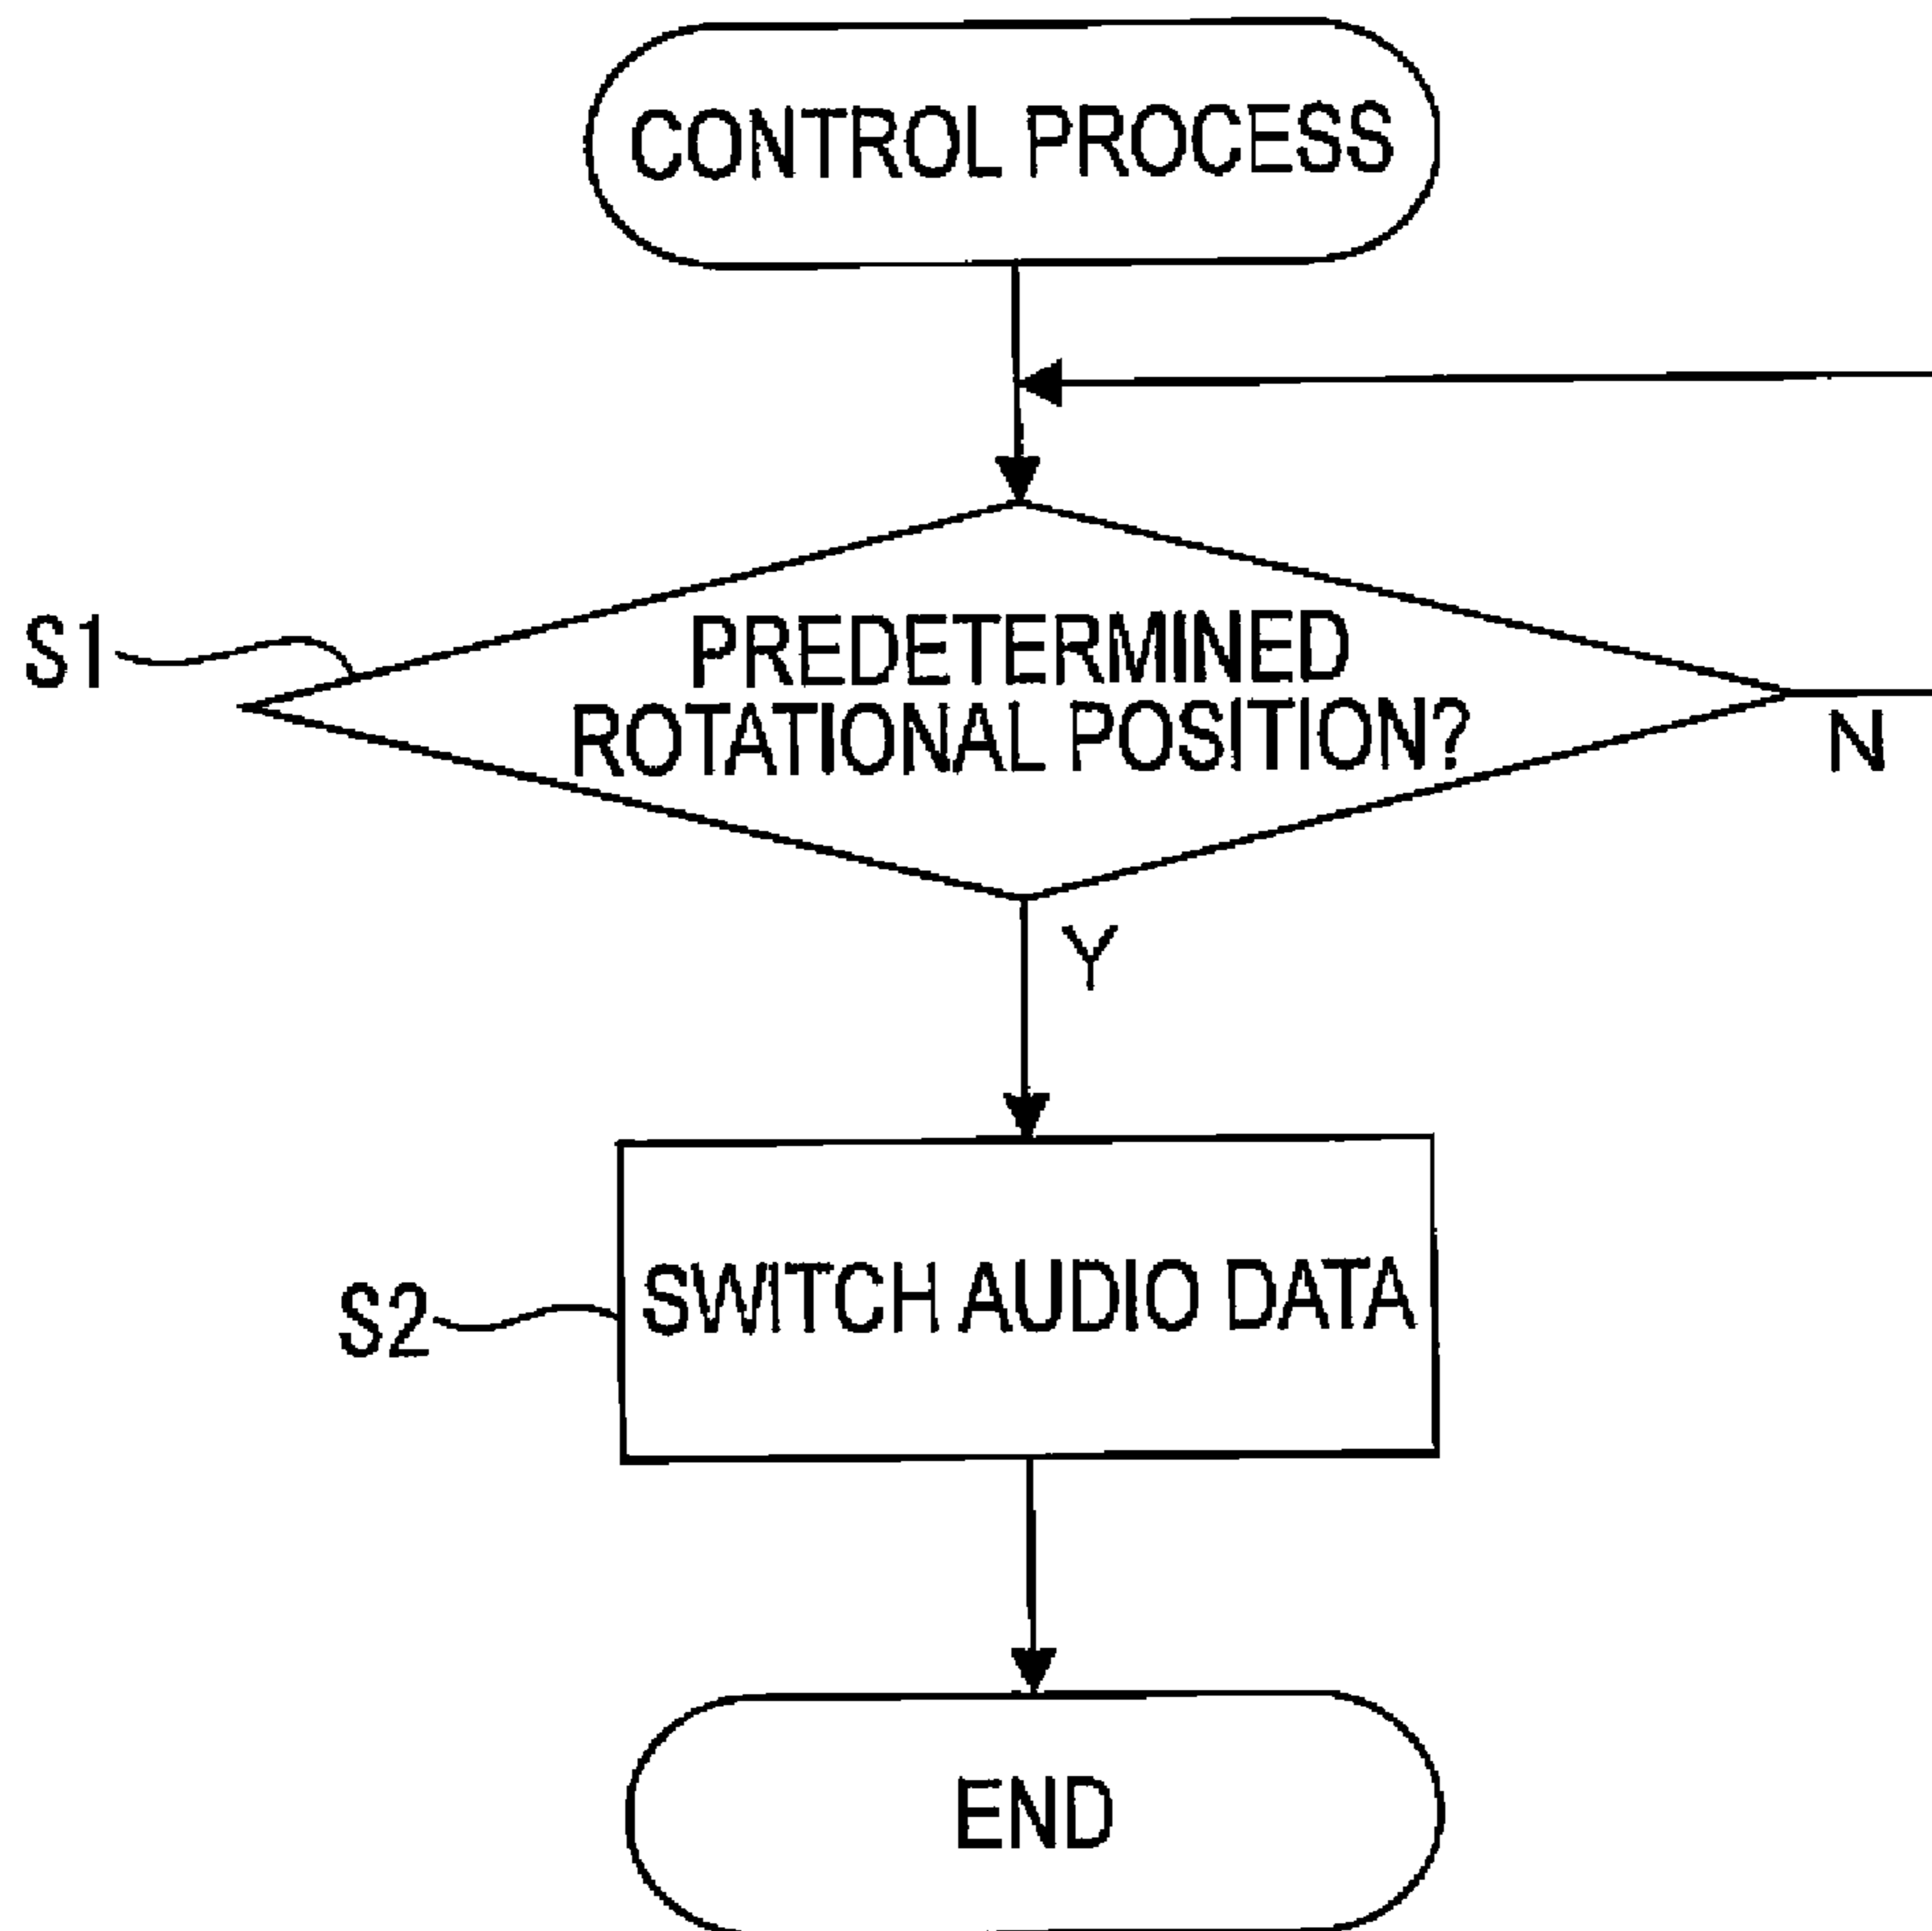 CONTROL PROCESS
S1
PREDETERMINED
ROTATIONAL POSITION?
N
Y
S2
SWITCH AUDIO DATA
END